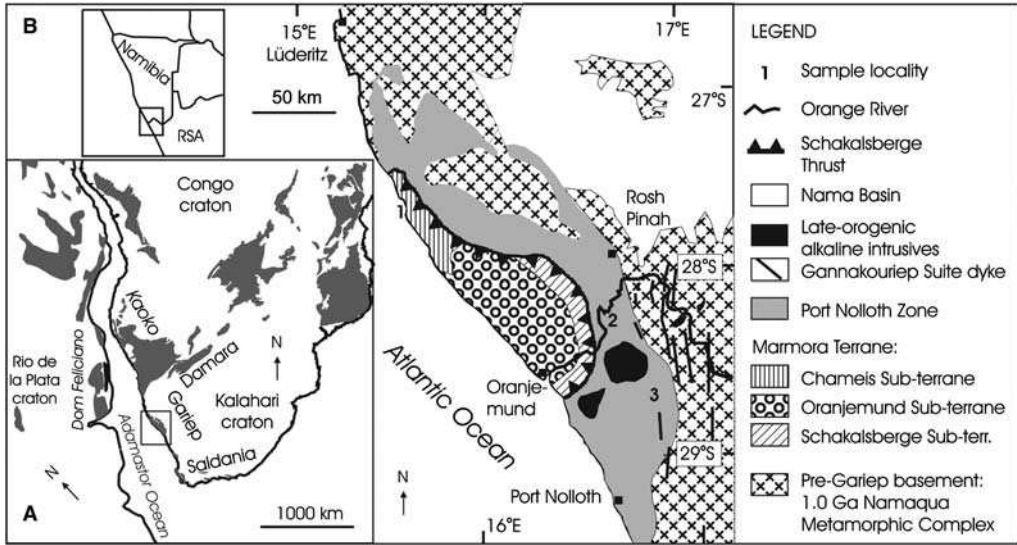 B
Namibia
RSA
15°E
Lüderitz
50 km
17°E
27°S
1
Rosh
Pinah
28°S
2
Oranje-
mund
3
29°S
Atlantic Ocean
N
Port Nolloth
16°E
Congo
craton
Kaoko
Damara
Dom Feliciano
Rio de
la Plata
craton
Gariep
N
Kalahari
craton
Adamastor Ocean
Saldania
N
A
1000 km
LEGEND
1 Sample locality
Orange River
Schakalsberge
Thrust
Nama Basin
Late-orogenic
alkaline intrusives
Gannakouriep Suite dyke
Port Nolloth Zone
Marmora Terrane:
Chameis Sub-terrane
Oranjemund Sub-terrane
Schakalsberge Sub-terr.
Pre-Gariep basement:
1.0 Ga Namaqua
Metamorphic Complex